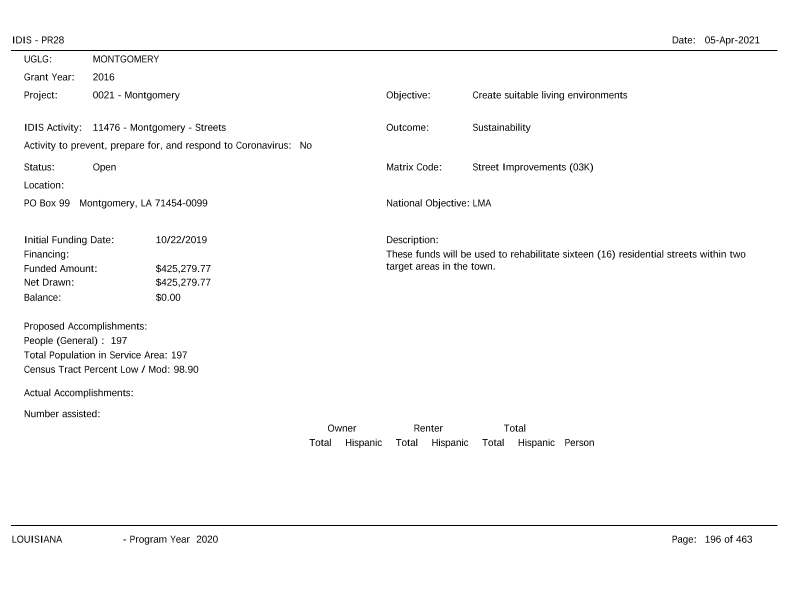 IDIS - PR28 Date: 05-Apr-2021
UGLG: MONTGOMERY
Grant Year: 2016
Project: 0021 - Montgomery Objective: Create suitable living environments
IDIS Activity: 11476 - Montgomery - Streets Outcome: Sustainability
Activity to prevent, prepare for, and respond to Coronavirus: No
Status: Open Matrix Code: Street Improvements (03K)
Location:
PO Box 99 Montgomery, LA 71454-0099 National Objective: LMA
Initial Funding Date: 10/22/2019 Description:
Financing: These funds will be used to rehabilitate sixteen (16) residential streets within two
Funded Amount: $425,279.77 target areas in the town.
Net Drawn: $425,279.77
Balance: $0.00
Proposed Accomplishments:
People (General) : 197
Total Population in Service Area: 197
Census Tract Percent Low / Mod: 98.90
Actual Accomplishments:
Number assisted:
Owner Renter Total
Total Hispanic Total Hispanic Total Hispanic Person
LOUISIANA - Program Year 2020 Page: 196 of 463